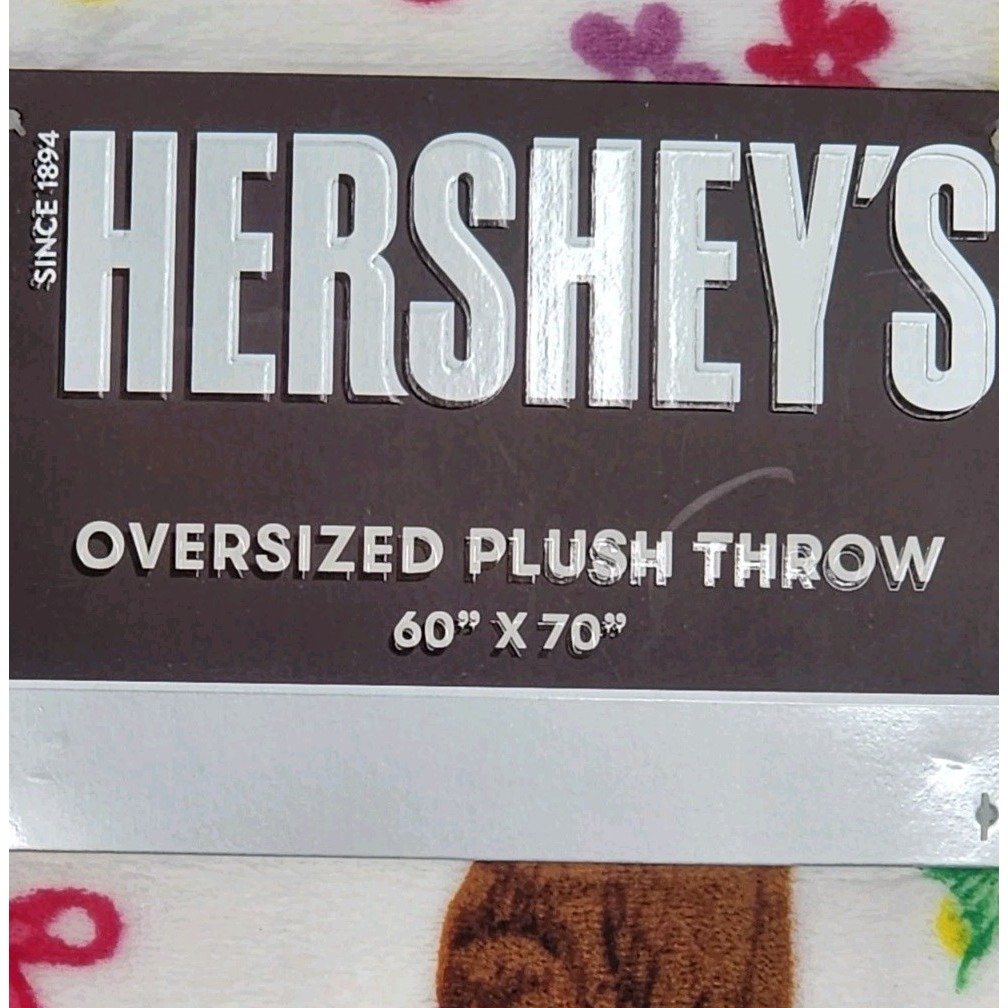 SINCE 1894
HERSHEY'S
OVERSIZED PLUSH THROW
60” X 70”